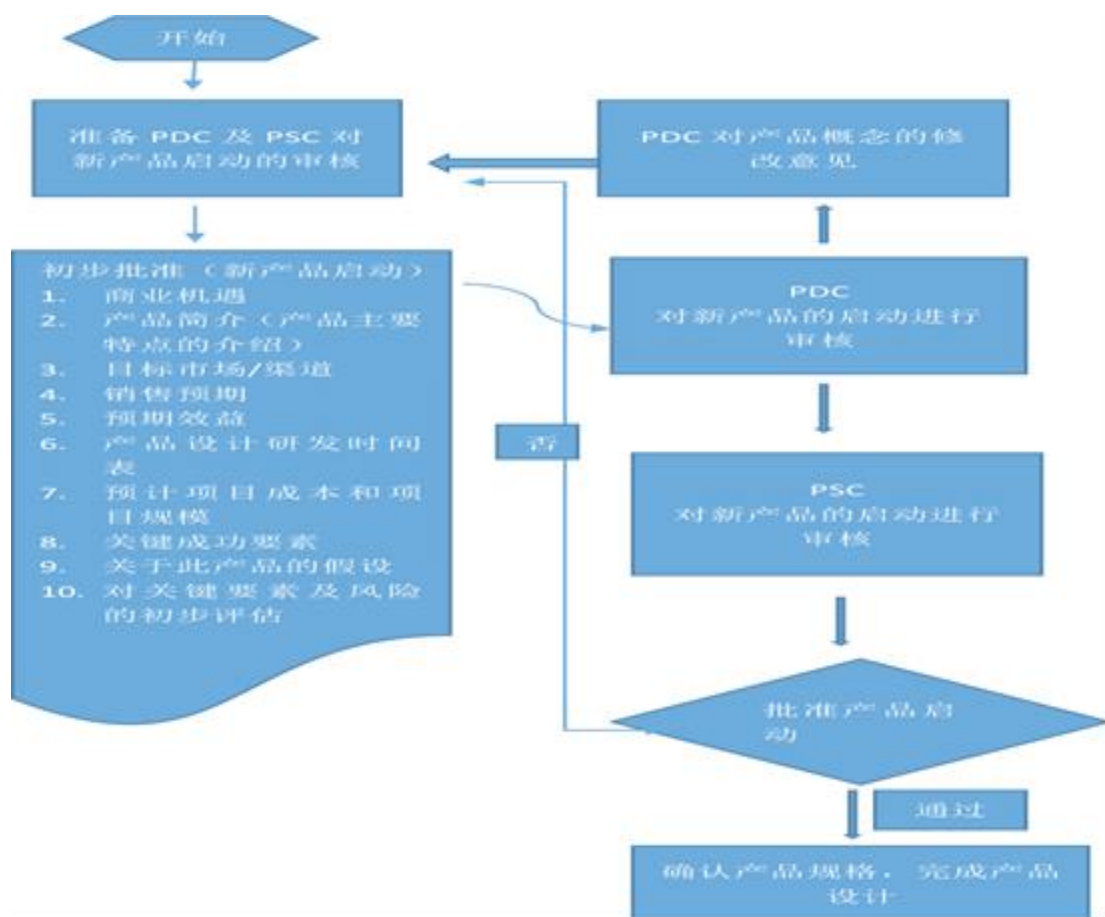 开始
准备 PDC 及 PSC 对
新产品启动的审核
初步批准（新产品启动）
1. 商业机遇
2. 产品简介（产品主要
特点的介绍）
3. 目标市场/渠道
4. 销售预期
5. 预期效益
6. 产品设计研发时间
表
7. 预计项目成本和项
目规模
8. 关键成功要素
9. 关于此产品的假设
10. 对关键要素及风险
的初步评估
PDC 对产品概念的修
改意见
PDC
对新产品的启动进行
审核
否
PSC
对新产品的启动进行
审核
批准产品启
动
通过
确认产品规格，完成产品
设计